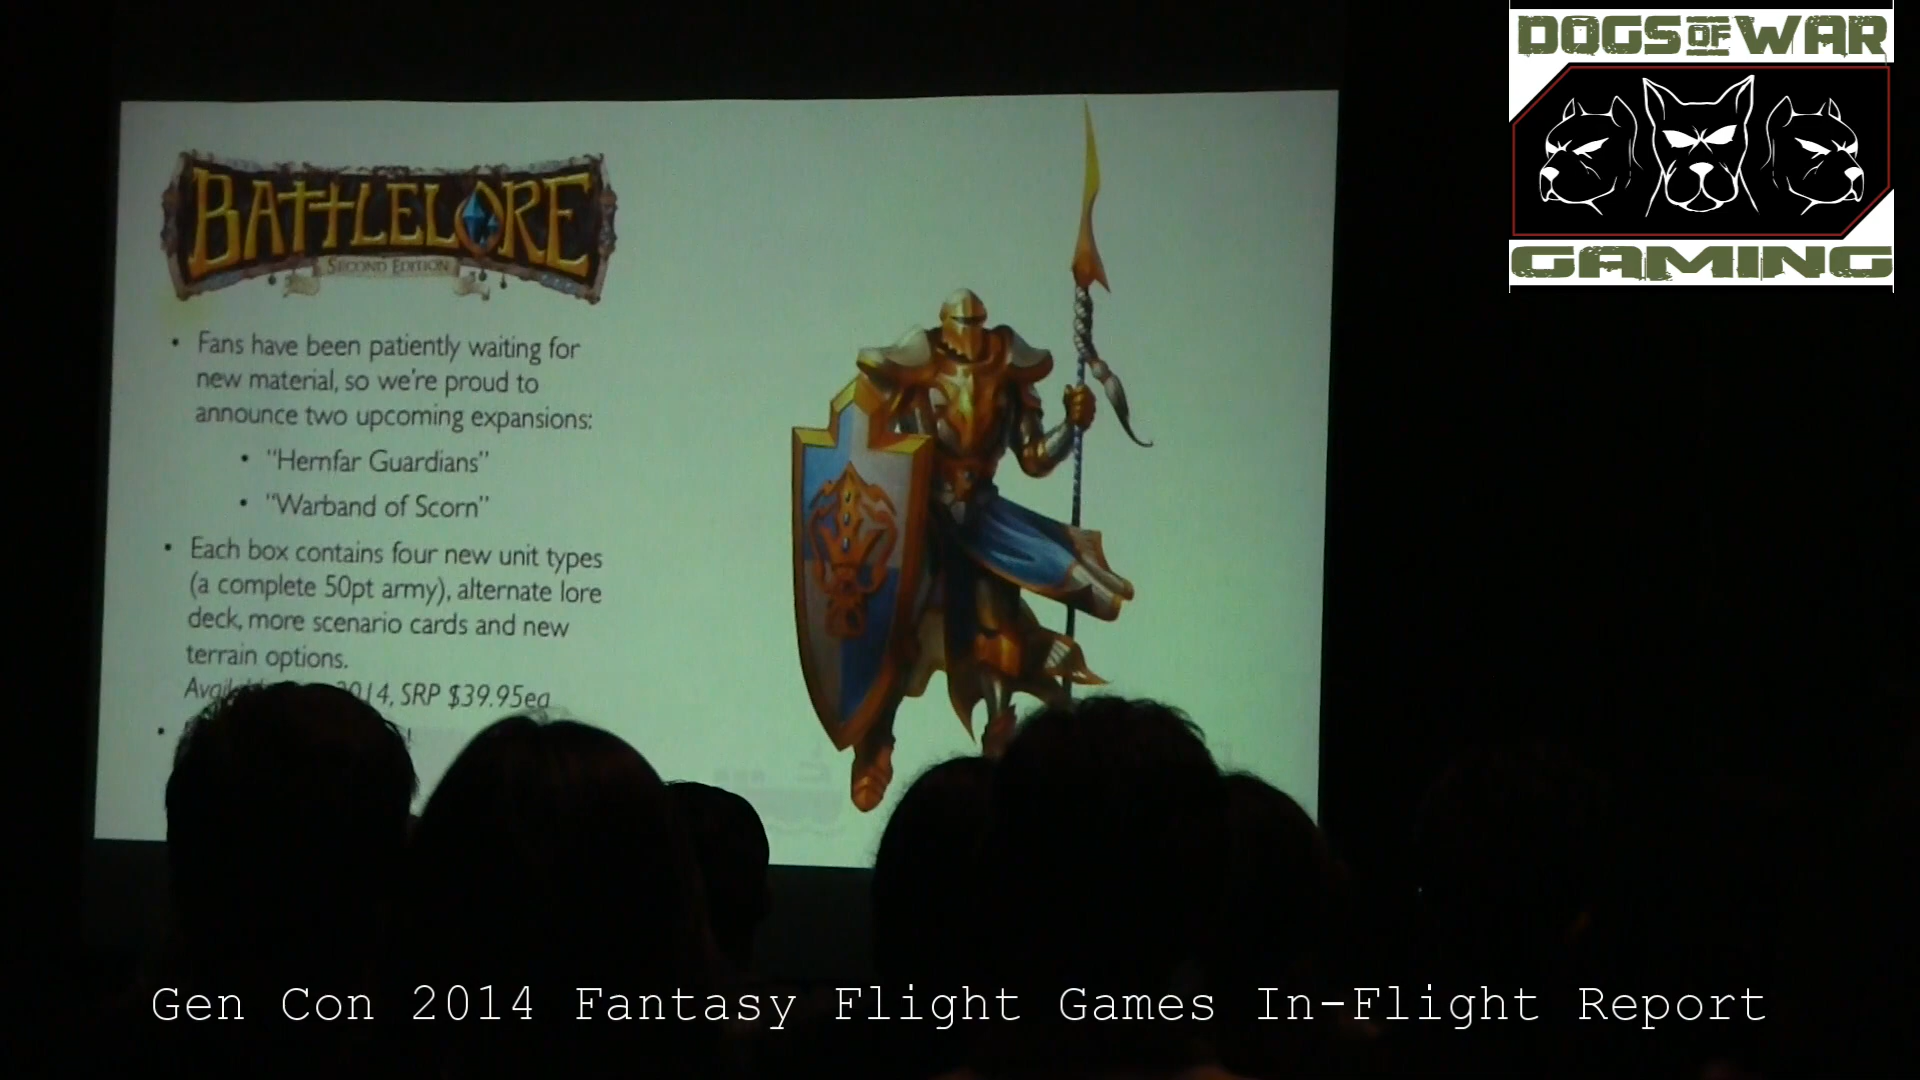 DOGS OF WAR
GAMING
BATTLELORE
SECOND EDITION
• Fans have been patiently waiting for
new material, so we're proud to
announce two upcoming expansions:
• "Hernfar Guardians"
• "Warband of Scorn"
• Each box contains four new unit types
(a complete 50pt army), alternate lore
deck, more scenario cards and new
terrain options.
2014, SRP $39.95ea
Gen Con 2014 Fantasy Flight Games In-Flight Report